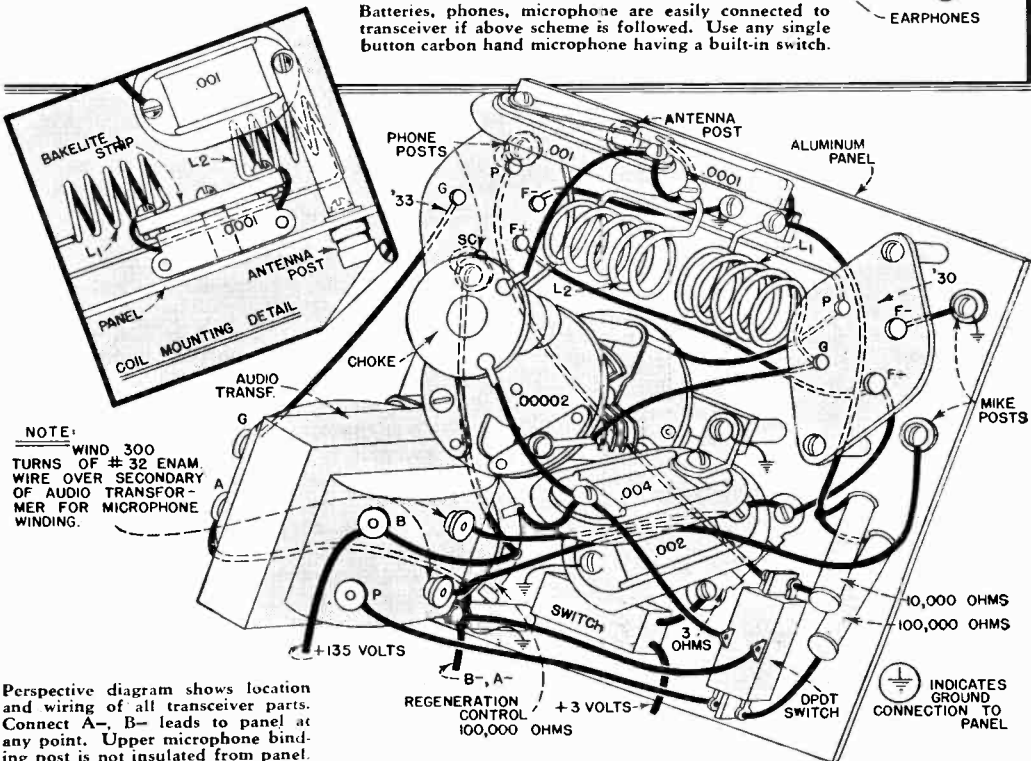 Batteries, phones, microphone are easily connected to
transceiver if above scheme is followed. Use any single
button carbon hand microphone having a built-in switch.
EARPHONES
.001
BAKELITE
STRIP
L2
L1
.0001
ANTENNA
POST
PANEL
COIL MOUNTING DETAIL
PHONE
POSTS
ANTENNA
POST
ALUMINUM
PANEL
.001
P
.0001
G
'33
F-
F+
SC
L1
L2
'30
P
F-
G
F+
CHOKE
MIKE
POSTS
AUDIO
TRANSF.
.00002
C
G
NOTE:
WIND 300
TURNS OF # 32 ENAM.
WIRE OVER SECONDARY
OF AUDIO TRANSFOR-
MER FOR MICROPHONE
WINDING.
A
B
.004
.002
P
SWITCH
3
OHMS
10,000 OHMS
100,000 OHMS
+135 VOLTS
B-, A-
REGENERATION
CONTROL
100,000 OHMS
+3 VOLTS
DPDT
SWITCH
INDICATES
GROUND
CONNECTION TO
PANEL
Perspective diagram shows location
and wiring of all transceiver parts.
Connect A-, B- leads to panel at
any point. Upper microphone bind-
ing post is not insulated from panel.